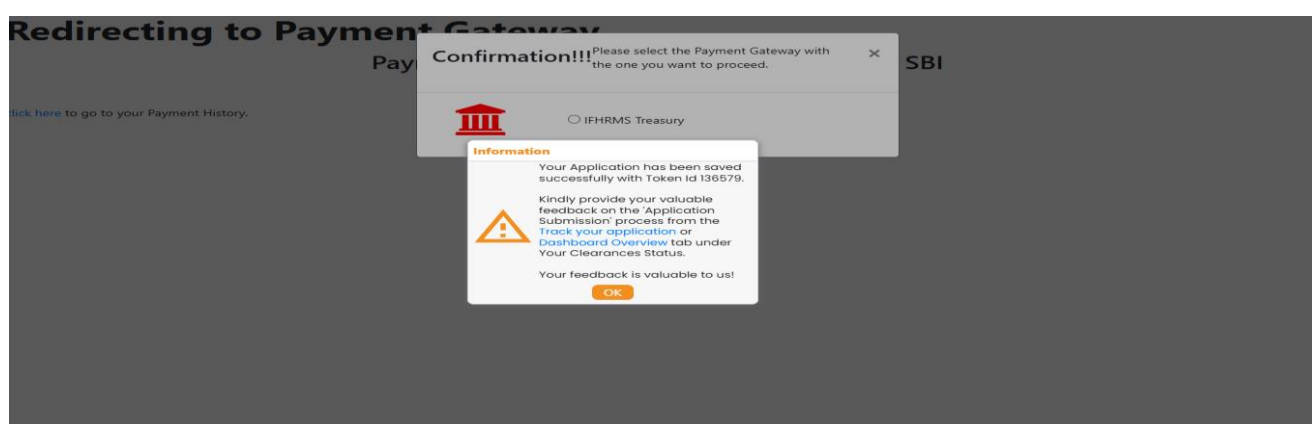 Redirecting to Payment Gateway
Pay
SBI
Confirmation!!!
Please select the Payment Gateway with
the one you want to proceed.
×
click here to go to your Payment History.
IFHRMS Treasury
Information
Your Application has been saved
successfully with Token Id 136579.
Kindly provide your valuable
feedback on the 'Application
Submission' process from the
Track your application or
Dashboard Overview tab under
Your Clearances Status.
Your feedback is valuable to us!
OK